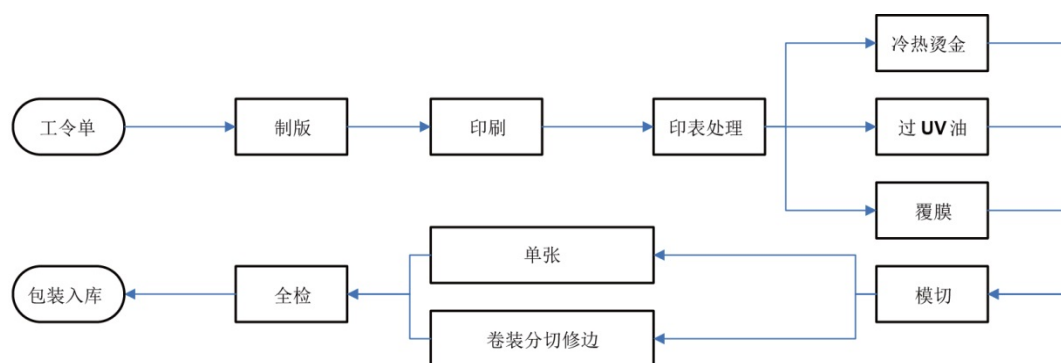 工令单
制版
印刷
印表处理
冷热烫金
过UV油
覆膜
模切
单张
卷装分切修边
全检
包装入库